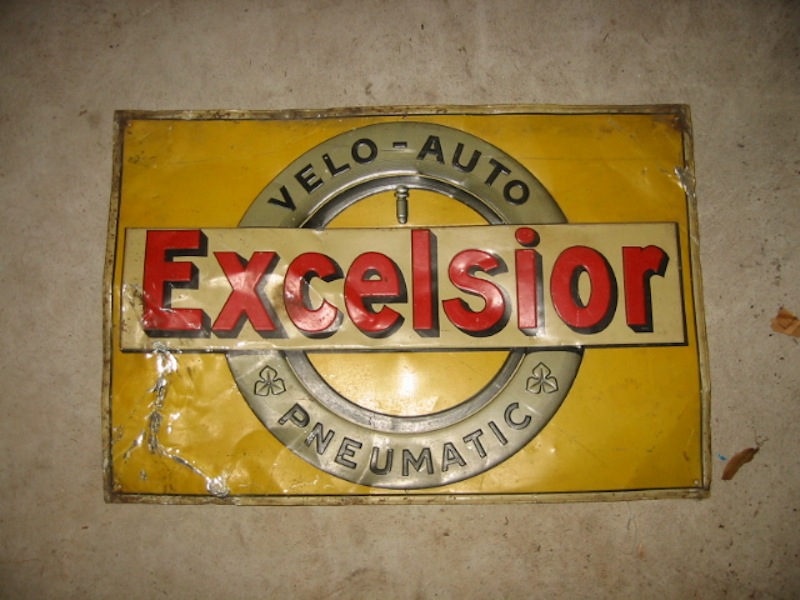 VELO - AUTO
Excelsior
PNEUMATIC